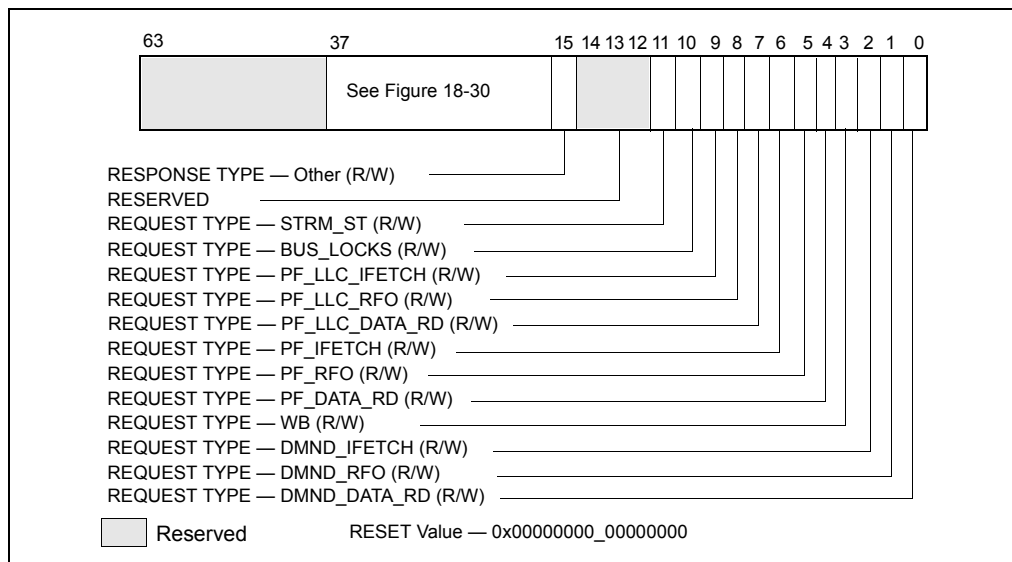 63 37 15 14 13 12 11 10 9 8 7 6 5 4 3 2 1 0
See Figure 18-30
RESPONSE TYPE — Other (R/W)
RESERVED
REQUEST TYPE — STRM_ST (R/W)
REQUEST TYPE — BUS_LOCKS (R/W)
REQUEST TYPE — PF_LLC_IFETCH (R/W)
REQUEST TYPE — PF_LLC_RFO (R/W)
REQUEST TYPE — PF_LLC_DATA_RD (R/W)
REQUEST TYPE — PF_IFETCH (R/W)
REQUEST TYPE — PF_RFO (R/W)
REQUEST TYPE — PF_DATA_RD (R/W)
REQUEST TYPE — WB (R/W)
REQUEST TYPE — DMND_IFETCH (R/W)
REQUEST TYPE — DMND_RFO (R/W)
REQUEST TYPE — DMND_DATA_RD (R/W)
Reserved RESET Value — 0x00000000_00000000